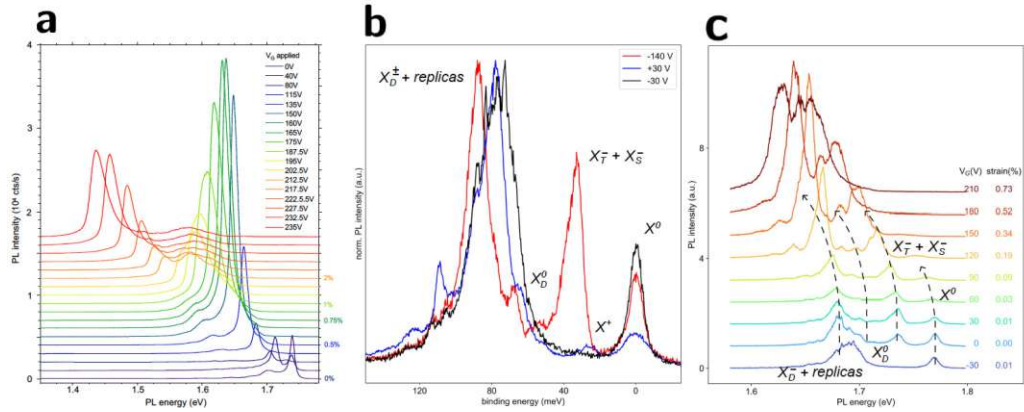 a
V_G applied
0V
40V
80V
115V
135V
150V
160V
165V
175V
187.5V
195V
202.5V
212.5V
217.5V
222.5.5V
227.5V
232.5V
235V
2%
1%
0.75%
0.5%
0%
4
3
2
1
0
PL intensity (10⁴ cts/s)
1.4 1.5 1.6 1.7
PL energy (eV)
b
-140 V
+30 V
-30 V
X_D^± + replicas
X_T^- + X_S^-
X^0
X_D^0
X^+
norm. PL intensity (a.u.)
120 80 40 0
binding energy (meV)
c
V_G(V) strain(%)
210 0.73
180 0.52
150 0.34
120 0.19
90 0.09
60 0.03
30 0.01
0 0.00
-30 0.01
X_T^- + X_S^-
X^0
X_D^0
X_D^- + replicas
8
4
0
PL intensity (a.u.)
1.6 1.7 1.8
PL energy (eV)